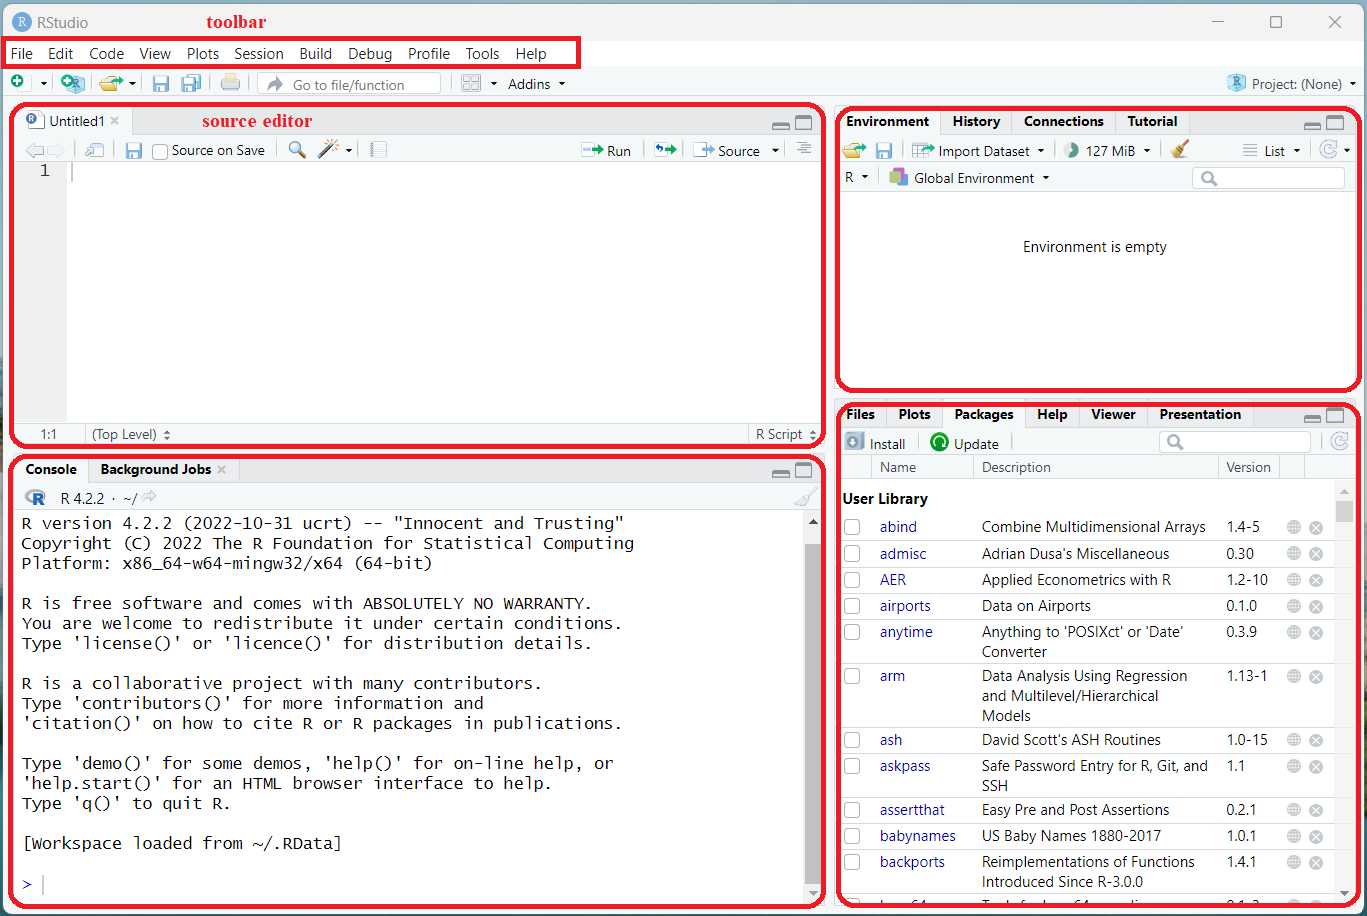 RStudio
toolbar
File Edit Code View Plots Session Build Debug Profile Tools Help
Go to file/function
Addins
Project: (None)
Untitled1
source editor
Source on Save
Run
Source
1
1:1
(Top Level)
R Script
Console
Background Jobs
R 4.2.2 · ~/
R version 4.2.2 (2022-10-31 ucrt) -- "Innocent and Trusting"
Copyright (C) 2022 The R Foundation for Statistical Computing
Platform: x86_64-w64-mingw32/x64 (64-bit)
R is free software and comes with ABSOLUTELY NO WARRANTY.
You are welcome to redistribute it under certain conditions.
Type 'license()' or 'licence()' for distribution details.
R is a collaborative project with many contributors.
Type 'contributors()' for more information and
'citation()' on how to cite R or R packages in publications.
Type 'demo()' for some demos, 'help()' for on-line help, or
'help.start()' for an HTML browser interface to help.
Type 'q()' to quit R.
[Workspace loaded from ~/.RData]
>
Environment History Connections Tutorial
Import Dataset
127 MiB
List
R
Global Environment
Environment is empty
Files Plots Packages Help Viewer Presentation
Install
Update
Name Description Version
User Library
abind Combine Multidimensional Arrays 1.4-5
admisc Adrian Dusa's Miscellaneous 0.30
AER Applied Econometrics with R 1.2-10
airports Data on Airports 0.1.0
anytime Anything to 'POSIXct' or 'Date' 0.3.9
Converter
arm Data Analysis Using Regression 1.13-1
and Multilevel/Hierarchical
Models
ash David Scott's ASH Routines 1.0-15
askpass Safe Password Entry for R, Git, and 1.1
SSH
assertthat Easy Pre and Post Assertions 0.2.1
babynames US Baby Names 1880-2017 1.0.1
backports Reimplementations of Functions 1.4.1
Introduced Since R-3.0.0